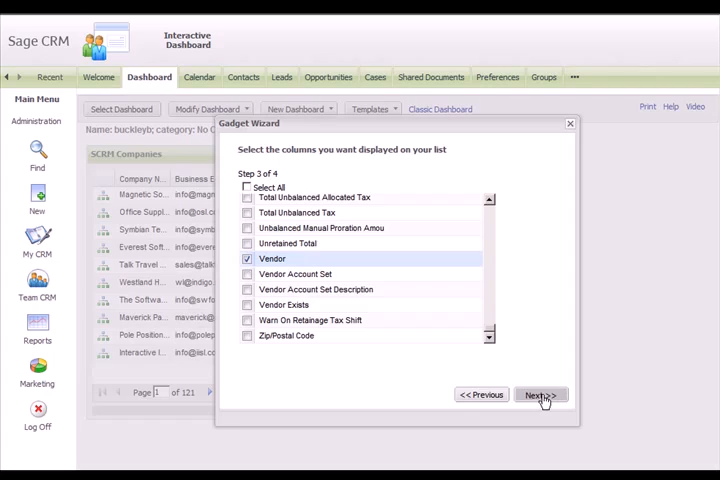 Sage CRM
Interactive
Dashboard
Recent
Welcome
Dashboard
Calendar
Contacts
Leads
Opportunities
Cases
Shared Documents
Preferences
Groups
•••
Main Menu
Administration
Find
New
My CRM
Team CRM
Reports
Marketing
Log Off
Select Dashboard
Modify Dashboard
New Dashboard
Templates
Classic Dashboard
Print Help Video
Name: buckleyb; category: No C
SCRM Companies
Company N... Business E
Magnetic So... info@magn
Office Suppl... info@osl.c
Symbian Te... info@symb
Everest Soft... info@evere
Talk Travel ... sales@talk
Westland H... wl@indigo.
The Softwa... info@swfo
Maverick Pa... maverick@
Pole Position... info@polep
Interactive I... info@iisl.c
Page 1 of 121
Gadget Wizard
Select the columns you want displayed on your list
Step 3 of 4
Select All
Total Unbalanced Allocated Tax
Total Unbalanced Tax
Unbalanced Manual Proration Amou
Unretained Total
Vendor
Vendor Account Set
Vendor Account Set Description
Vendor Exists
Warn On Retainage Tax Shift
Zip/Postal Code
<< Previous
Next >>